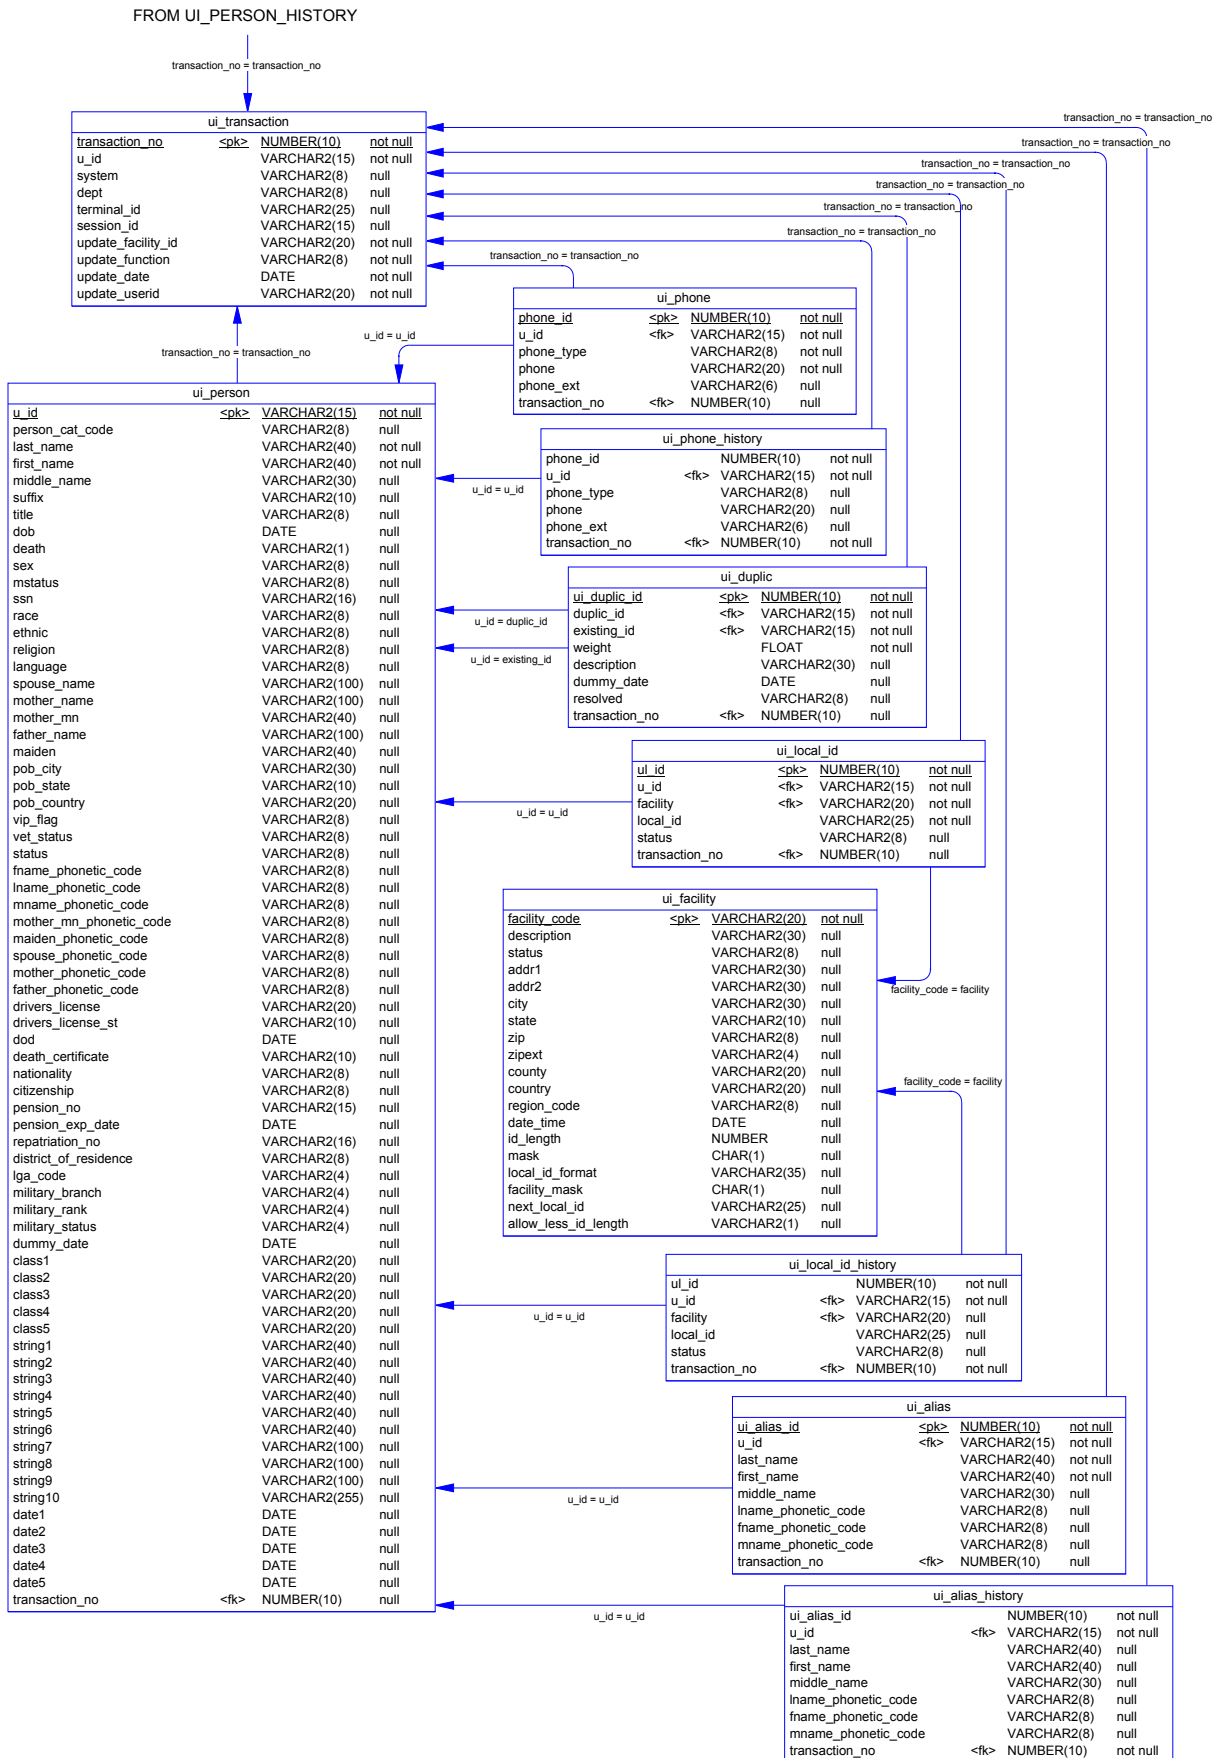 FROM UI_PERSON_HISTORY
transaction_no = transaction_no
ui_transaction
transaction_no <pk> NUMBER(10) not null
u_id VARCHAR2(15) not null
system VARCHAR2(8) null
dept VARCHAR2(8) null
terminal_id VARCHAR2(25) null
session_id VARCHAR2(15) null
update_facility_id VARCHAR2(20) not null
update_function VARCHAR2(8) not null
update_date DATE not null
update_userid VARCHAR2(20) not null
transaction_no = transaction_no
transaction_no = transaction_no
transaction_no = transaction_no
transaction_no = transaction_no
transaction_no = transaction_no
transaction_no = transaction_no
transaction_no = transaction_no
transaction_no = transaction_no
u_id = u_id
ui_phone
phone_id <pk> NUMBER(10) not null
u_id <fk> VARCHAR2(15) not null
phone_type VARCHAR2(8) not null
phone VARCHAR2(20) not null
phone_ext VARCHAR2(6) null
transaction_no <fk> NUMBER(10) null
ui_person
u_id <pk> VARCHAR2(15) not null
person_cat_code VARCHAR2(8) null
last_name VARCHAR2(40) not null
first_name VARCHAR2(40) not null
middle_name VARCHAR2(30) null
suffix VARCHAR2(10) null
title VARCHAR2(8) null
dob DATE null
death VARCHAR2(1) null
sex VARCHAR2(8) null
mstatus VARCHAR2(8) null
ssn VARCHAR2(16) null
race VARCHAR2(8) null
ethnic VARCHAR2(8) null
religion VARCHAR2(8) null
language VARCHAR2(8) null
spouse_name VARCHAR2(100) null
mother_name VARCHAR2(100) null
mother_mn VARCHAR2(40) null
father_name VARCHAR2(100) null
maiden VARCHAR2(40) null
pob_city VARCHAR2(30) null
pob_state VARCHAR2(10) null
pob_country VARCHAR2(20) null
vip_flag VARCHAR2(8) null
vet_status VARCHAR2(8) null
status VARCHAR2(8) null
fname_phonetic_code VARCHAR2(8) null
lname_phonetic_code VARCHAR2(8) null
mname_phonetic_code VARCHAR2(8) null
mother_mn_phonetic_code VARCHAR2(8) null
maiden_phonetic_code VARCHAR2(8) null
spouse_phonetic_code VARCHAR2(8) null
mother_phonetic_code VARCHAR2(8) null
father_phonetic_code VARCHAR2(8) null
drivers_license VARCHAR2(20) null
drivers_license_st VARCHAR2(10) null
dod DATE null
death_certificate VARCHAR2(10) null
nationality VARCHAR2(8) null
citizenship VARCHAR2(8) null
pension_no VARCHAR2(15) null
pension_exp_date DATE null
repatriation_no VARCHAR2(16) null
district_of_residence VARCHAR2(8) null
lga_code VARCHAR2(4) null
military_branch VARCHAR2(4) null
military_rank VARCHAR2(4) null
military_status VARCHAR2(4) null
dummy_date DATE null
class1 VARCHAR2(20) null
class2 VARCHAR2(20) null
class3 VARCHAR2(20) null
class4 VARCHAR2(20) null
class5 VARCHAR2(20) null
string1 VARCHAR2(40) null
string2 VARCHAR2(40) null
string3 VARCHAR2(40) null
string4 VARCHAR2(40) null
string5 VARCHAR2(40) null
string6 VARCHAR2(40) null
string7 VARCHAR2(100) null
string8 VARCHAR2(100) null
string9 VARCHAR2(100) null
string10 VARCHAR2(255) null
date1 DATE null
date2 DATE null
date3 DATE null
date4 DATE null
date5 DATE null
transaction_no <fk> NUMBER(10) null
ui_phone_history
phone_id NUMBER(10) not null
u_id <fk> VARCHAR2(15) not null
phone_type VARCHAR2(8) null
phone VARCHAR2(20) null
phone_ext VARCHAR2(6) null
transaction_no <fk> NUMBER(10) not null
u_id = u_id
ui_duplic
ui_duplic_id <pk> NUMBER(10) not null
duplic_id <fk> VARCHAR2(15) not null
existing_id <fk> VARCHAR2(15) not null
weight FLOAT not null
description VARCHAR2(30) null
dummy_date DATE null
resolved VARCHAR2(8) null
transaction_no <fk> NUMBER(10) null
u_id = duplic_id
u_id = existing_id
ui_local_id
ul_id <pk> NUMBER(10) not null
u_id <fk> VARCHAR2(15) not null
facility <fk> VARCHAR2(20) not null
local_id VARCHAR2(25) not null
status VARCHAR2(8) null
transaction_no <fk> NUMBER(10) null
u_id = u_id
ui_facility
facility_code <pk> VARCHAR2(20) not null
description VARCHAR2(30) null
status VARCHAR2(8) null
addr1 VARCHAR2(30) null
addr2 VARCHAR2(30) null
city VARCHAR2(30) null
state VARCHAR2(10) null
zip VARCHAR2(8) null
zipext VARCHAR2(4) null
county VARCHAR2(20) null
country VARCHAR2(20) null
region_code VARCHAR2(8) null
date_time DATE null
id_length NUMBER null
mask CHAR(1) null
local_id_format VARCHAR2(35) null
facility_mask CHAR(1) null
next_local_id VARCHAR2(25) null
allow_less_id_length VARCHAR2(1) null
facility_code = facility
facility_code = facility
ui_local_id_history
ul_id NUMBER(10) not null
u_id <fk> VARCHAR2(15) not null
facility <fk> VARCHAR2(20) null
local_id VARCHAR2(25) null
status VARCHAR2(8) null
transaction_no <fk> NUMBER(10) not null
u_id = u_id
ui_alias
ui_alias_id <pk> NUMBER(10) not null
u_id <fk> VARCHAR2(15) not null
last_name VARCHAR2(40) not null
first_name VARCHAR2(40) not null
middle_name VARCHAR2(30) null
lname_phonetic_code VARCHAR2(8) null
fname_phonetic_code VARCHAR2(8) null
mname_phonetic_code VARCHAR2(8) null
transaction_no <fk> NUMBER(10) null
u_id = u_id
ui_alias_history
ui_alias_id NUMBER(10) not null
u_id <fk> VARCHAR2(15) not null
last_name VARCHAR2(40) null
first_name VARCHAR2(40) null
middle_name VARCHAR2(30) null
lname_phonetic_code VARCHAR2(8) null
fname_phonetic_code VARCHAR2(8) null
mname_phonetic_code VARCHAR2(8) null
transaction_no <fk> NUMBER(10) not null
u_id = u_id